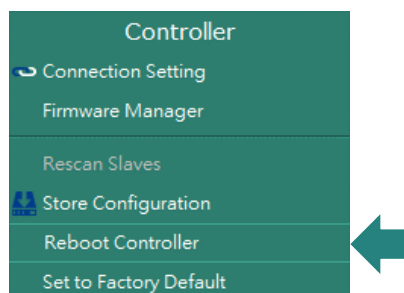 Controller
Connection Setting
Firmware Manager
Rescan Slaves
Store Configuration
Reboot Controller
Set to Factory Default